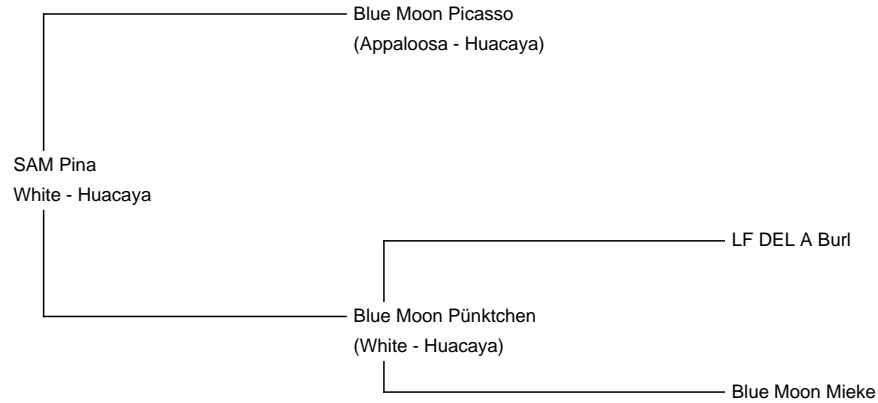 Blue Moon Picasso
(Appaloosa - Huacaya)
SAM Pina
White - Huacaya
LF DEL A Burl
Blue Moon Pünktchen
(White - Huacaya)
Blue Moon Mieke